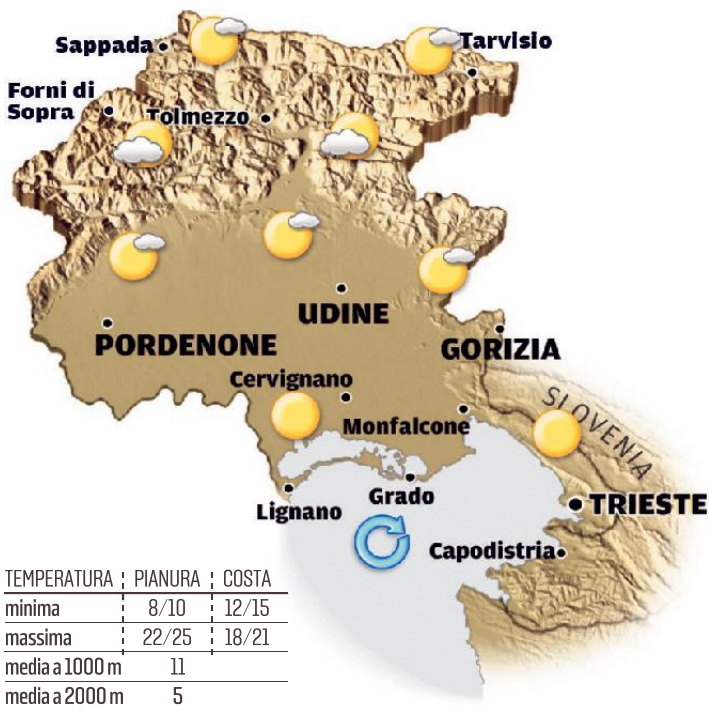 Sappada
Tarvisio
Forni di
Sopra
Tolmezzo
UDINE
PORDENONE
GORIZIA
Cervignano
SLOVENIA
Monfalcone
Grado
Lignano
TRIESTE
Capodistria
TEMPERATURA PIANURA COSTA
minima 8/10 12/15
massima 22/25 18/21
media a 1000 m 11
media a 2000 m 5